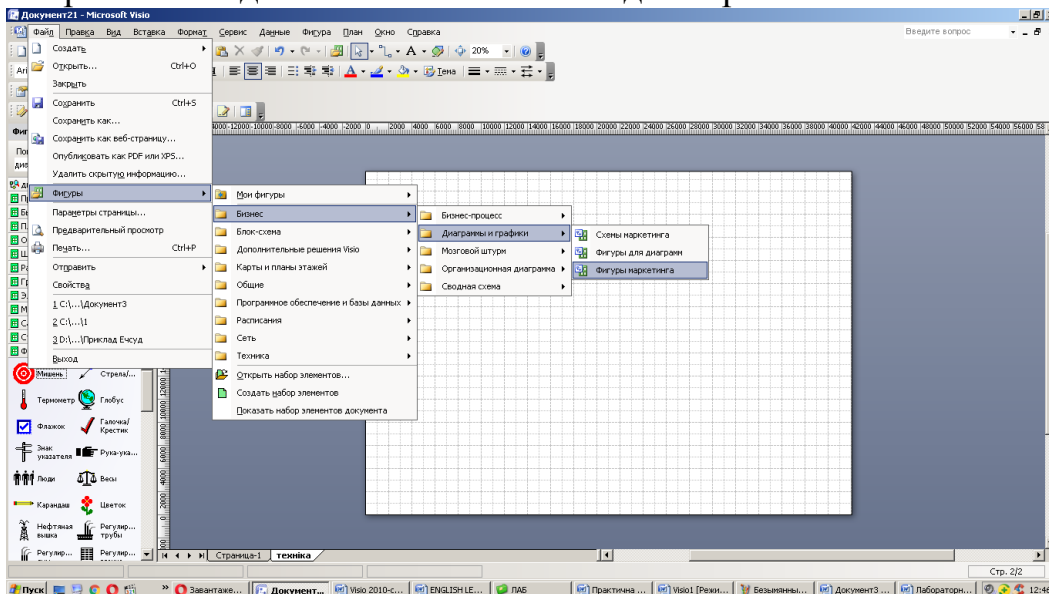 Документ21 - Microsoft Visio
Файл Правка Вид Вставка Формат Сервис Данные Фигура План Окно Справка Введите вопрос
20%
Тема
Создать
Открыть... Ctrl+O
Закрыть
Сохранить Ctrl+S
Сохранить как...
Сохранить как веб-страницу...
Опубликовать как PDF или XPS...
Удалить скрытую информацию...
Фигуры
Параметры страницы...
Предварительный просмотр
Печать... Ctrl+P
Отправить
Свойства
1 C:\...\Документ3
2 C:\...\1
3 D:\...\Приклад Ечсуд
Выход
Мои фигуры
Бизнес
Блок-схема
Дополнительные решения Visio
Карты и планы этажей
Общие
Программное обеспечение и базы данных
Расписания
Сеть
Техника
Открыть набор элементов...
Создать набор элементов
Показать набор элементов документа
Бизнес-процесс
Диаграммы и графики
Мозговой штурм
Организационная диаграмма
Сводная схема
Схемы маркетинга
Фигуры для диаграмм
Фигуры маркетинга
Мишень Стрела/...
Термометр Глобус
Флажок Галочка/
Крестик
Знак
указателя Рука-ука...
Люди Весы
Карандаш Цветок
Нефтяная
вышка Регулир...
трубы
Регулир... Регулир...
Страница-1 техніка
Стр. 2/2
Пуск Завантаже... Документ... Visio 2010-с... ENGLISH LE... ЛАБ Практична ... Visio1 [Режи... Безымянны... Документ3 ... Лабораторн... 12:46